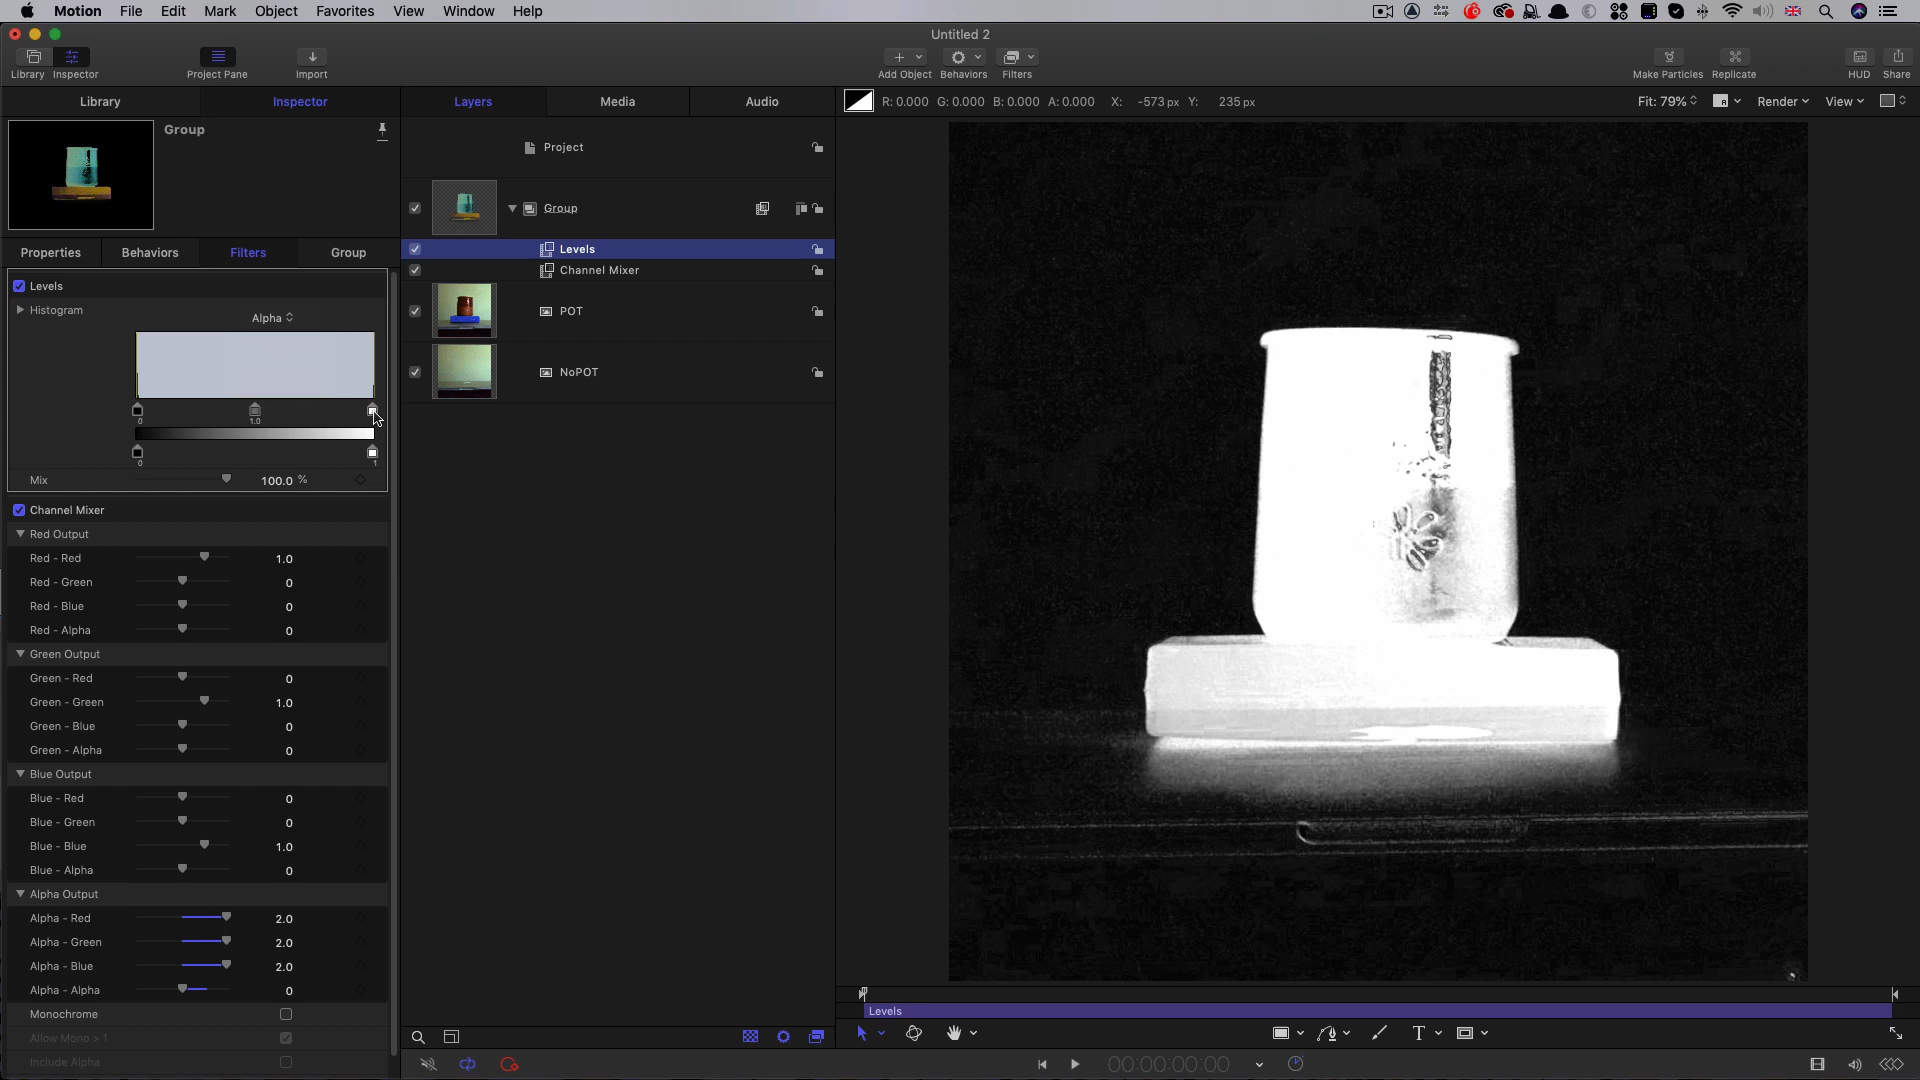 Motion File Edit Mark Object Favorites View Window Help
Untitled 2
Library Inspector Project Pane Import Add Object Behaviors Filters Make Particles Replicate HUD Share
Library Inspector Layers Media Audio R: 0.000 G: 0.000 B: 0.000 A: 0.000 X: -573 px Y: 235 px Fit: 79% Render View
Group
Project
Group
Properties Behaviors Filters Group
Levels
Channel Mixer
POT
NoPOT
Levels
Histogram
Alpha
0 1.0
0 1
Mix 100.0 %
Channel Mixer
Red Output
Red - Red 1.0
Red - Green 0
Red - Blue 0
Red - Alpha 0
Green Output
Green - Red 0
Green - Green 1.0
Green - Blue 0
Green - Alpha 0
Blue Output
Blue - Red 0
Blue - Green 0
Blue - Blue 1.0
Blue - Alpha 0
Alpha Output
Alpha - Red 2.0
Alpha - Green 2.0
Alpha - Blue 2.0
Alpha - Alpha 0
Monochrome
Allow Mono > 1
Include Alpha
Levels
T
00:00:00:00